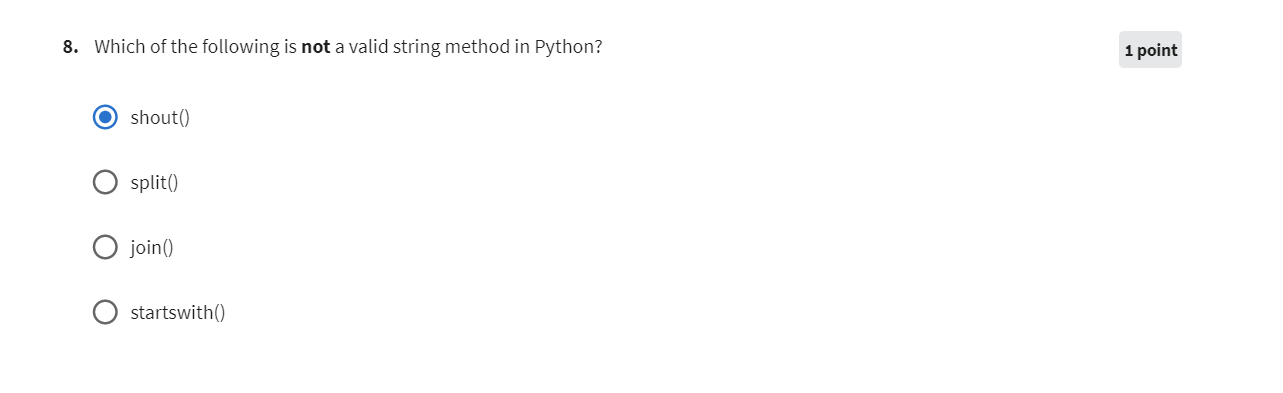 8. Which of the following is not a valid string method in Python?
1 point
shout()
split()
join()
startswith()